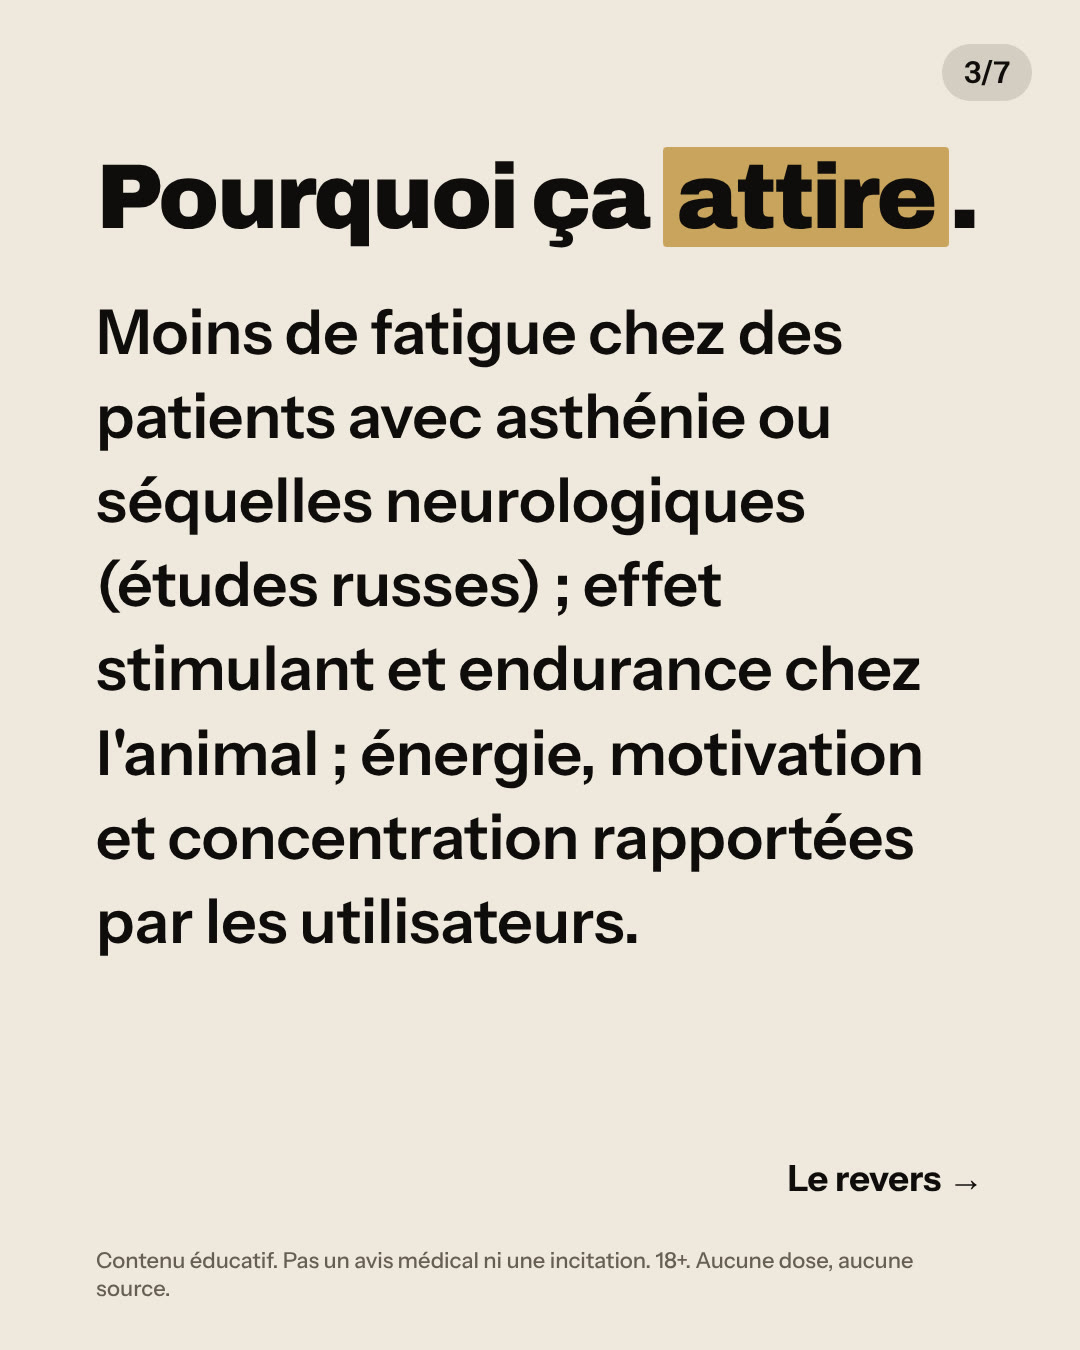 3/7
Pourquoi ça attire.
Moins de fatigue chez des
patients avec asthénie ou
séquelles neurologiques
(études russes) ; effet
stimulant et endurance chez
l'animal ; énergie, motivation
et concentration rapportées
par les utilisateurs.
Le revers →
Contenu éducatif. Pas un avis médical ni une incitation. 18+. Aucune dose, aucune
source.